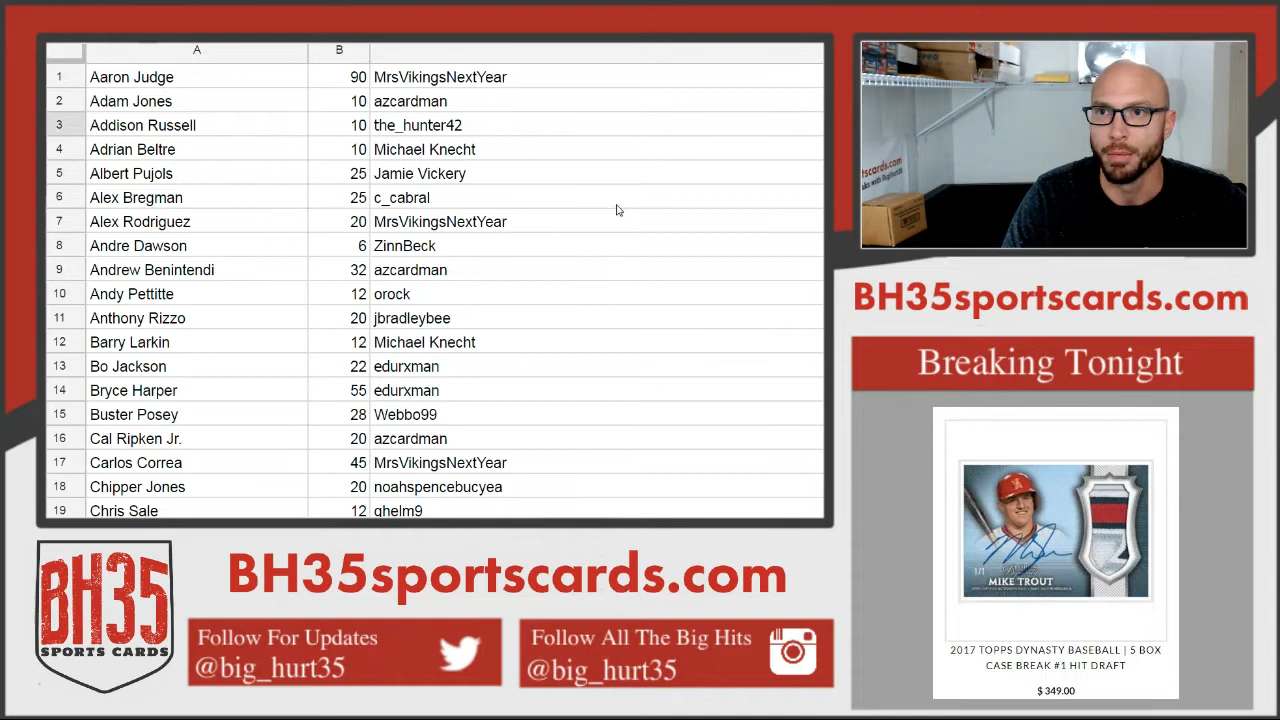 A B
1 Aaron Judge 90 MrsVikingsNextYear
2 Adam Jones 10 azcardman
3 Addison Russell 10 the_hunter42
4 Adrian Beltre 10 Michael Knecht
5 Albert Pujols 25 Jamie Vickery
6 Alex Bregman 25 c_cabral
7 Alex Rodriguez 20 MrsVikingsNextYear
8 Andre Dawson 6 ZinnBeck
9 Andrew Benintendi 32 azcardman
10 Andy Pettitte 12 orock
11 Anthony Rizzo 20 jbradleybee
12 Barry Larkin 12 Michael Knecht
13 Bo Jackson 22 edurxman
14 Bryce Harper 55 edurxman
15 Buster Posey 28 Webbo99
16 Cal Ripken Jr. 20 azcardman
17 Carlos Correa 45 MrsVikingsNextYear
18 Chipper Jones 20 noahspencebucyea
19 Chris Sale 12 ghelm9
BH35sportscards.com
Breaking Tonight
1/1
MIKE TROUT
2017 TOPPS DYNASTY BASEBALL | 5 BOX
CASE BREAK #1 HIT DRAFT
$ 349.00
BH35
SPORTS CARDS
BH35sportscards.com
Follow For Updates
@big_hurt35
Follow All The Big Hits
@big_hurt35